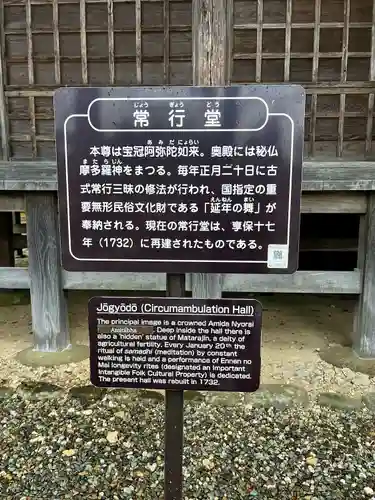 じょう ぎょう どう
常行堂
あみだにょらい
本尊は宝冠阿弥陀如来。奥殿には秘仏
またらじん
摩多羅神をまつる。毎年正月二十日に古
式常行三昧の修法が行われ、国指定の重
えんねん まい
要無形民俗文化財である「延年の舞」が
奉納される。現在の常行堂は、享保十七
年（1732）に再建されたものである。
Jōgyōdō (Circumambulation Hall)
The principal image is a crowned Amida Nyorai
Amitābha. Deep inside the hall there is
also a 'hidden' statue of Matarajin, a deity of
agricultural fertility. Every January 20th the
ritual of samadhi (meditation) by constant
walking is held and a performance of Ennen no
Mai longevity rites (designated an Important
Intangible Folk Cultural Property) is dedicated.
The present hall was rebuilt in 1732.